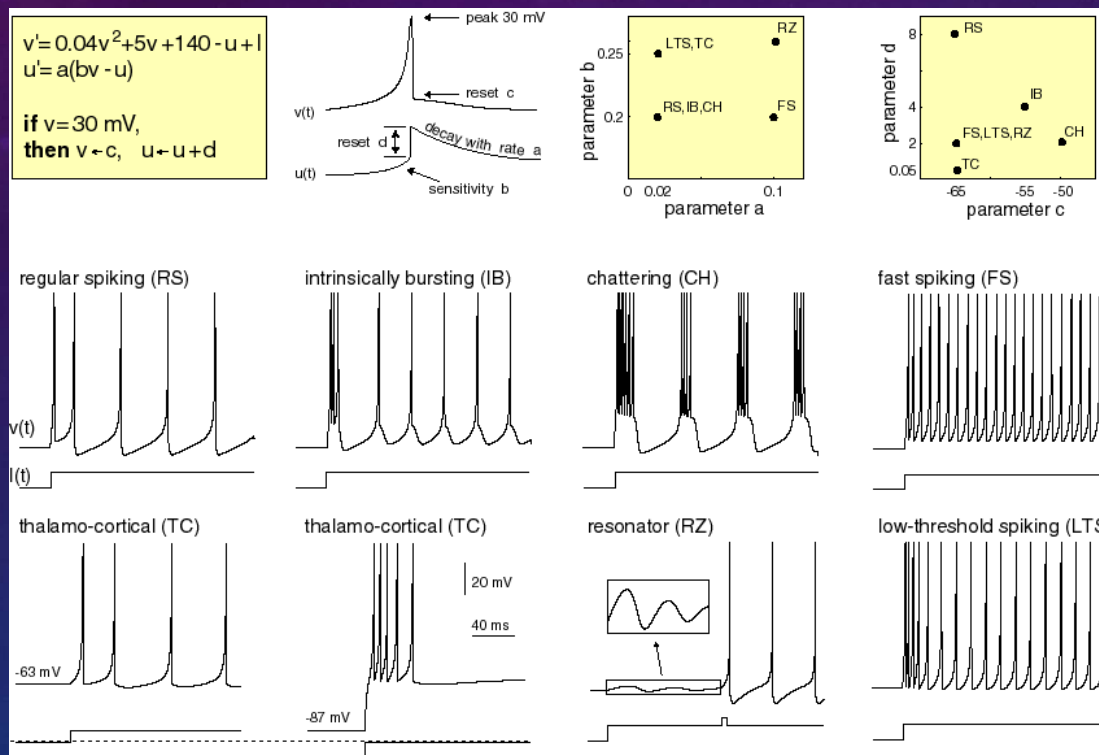 v'= 0.04v²+5v +140 - u + I
u'= a(bv - u)
if v= 30 mV,
then v ← c, u ← u + d
peak 30 mV
reset c
v(t)
reset d
decay with rate a
u(t)
sensitivity b
parameter b
0.25
0.2
LTS,TC
RZ
RS,IB,CH
FS
0 0.02 0.1
parameter a
parameter d
8
4
2
0.05
RS
IB
FS,LTS,RZ
CH
TC
-65 -55 -50
parameter c
regular spiking (RS)
intrinsically bursting (IB)
chattering (CH)
fast spiking (FS)
v(t)
I(t)
thalamo-cortical (TC)
thalamo-cortical (TC)
resonator (RZ)
low-threshold spiking (LTS
-63 mV
20 mV
40 ms
-87 mV